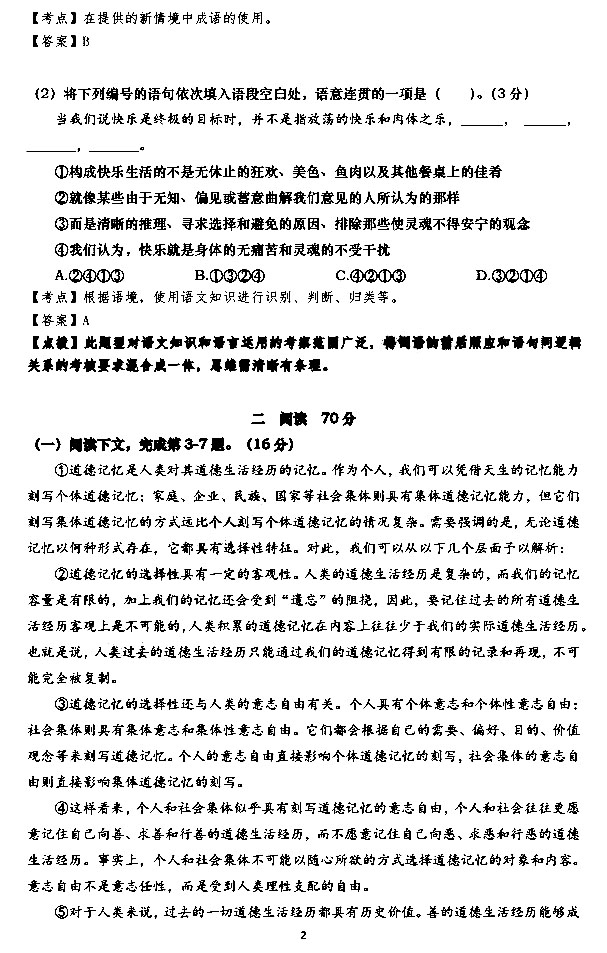 【考点】在提供的新情境中成语的使用。
【答案】B
（2）将下列编号的语句依次填入语段空白处，语意连贯的一项是（　　）。（3 分）
当我们说快乐是终极的目标时，并不是指放荡的快乐和肉体之乐，______，______，
______，______。
①构成快乐生活的不是无休止的狂欢、美色、鱼肉以及其他餐桌上的佳肴
②就像某些由于无知、偏见或蓄意曲解我们意见的人所认为的那样
③而是清晰的推理、寻求选择和避免的原因、排除那些使灵魂不得安宁的观念
④我们认为，快乐就是身体的无痛苦和灵魂的不受干扰
A.②④①③　　B.①③②④　　C.④②①③　　D.③②①④
【考点】根据语境，使用语文知识进行识别、判断、归类等。
【答案】A
【点拨】此题型对语文知识和语言运用的考察范围广泛，将倒语的前后照应和语句间逻辑
关系的考核要求混合成一体，思维需清晰有条理。
二　阅读　70 分
（一）阅读下文，完成第 3-7 题。（16 分）
①道德记忆是人类对其道德生活经历的记忆。作为个人，我们可以凭借天生的记忆能力
刻写个体道德记忆；家庭、企业、民族、国家等社会集体则具有集体道德记忆能力，但它们
刻写集体道德记忆的方式远比个人刻写个体道德记忆的情况复杂。需要强调的是，无论道德
记忆以何种形式存在，它都具有选择性特征。对此，我们可以从以下几个层面予以解析：
②道德记忆的选择性具有一定的客观性。人类的道德生活经历是复杂的，而我们的记忆
容量是有限的，加上我们的记忆还会受到“遗忘”的阻挠，因此，要记住过去的所有道德生
活经历客观上是不可能的，人类积累的道德记忆在内容上往往少于我们的实际道德生活经历。
也就是说，人类过去的道德生活经历只能通过我们的道德记忆得到有限的记录和再现，不可
能完全被复制。
③道德记忆的选择性还与人类的意志自由有关。个人具有个体意志和个体性意志自由；
社会集体则具有集体意志和集体性意志自由。它们都会根据自己的需要、偏好、目的、价值
观念等来刻写道德记忆。个人的意志自由直接影响个体道德记忆的刻写，社会集体的意志自
由则直接影响集体道德记忆的刻写。
④这样看来，个人和社会集体似乎具有刻写道德记忆的意志自由，个人和社会往往更愿
意记住自己向善、求善和行善的道德生活经历，而不愿意记住自己向恶、求恶和行恶的道德
生活经历。事实上，个人和社会集体不可能以随心所欲的方式选择道德记忆的对象和内容。
意志自由不是意志任性，而是受到人类理性支配的自由。
⑤对于人类来说，过去的一切道德生活经历都具有历史价值。善的道德生活经历能够成
2